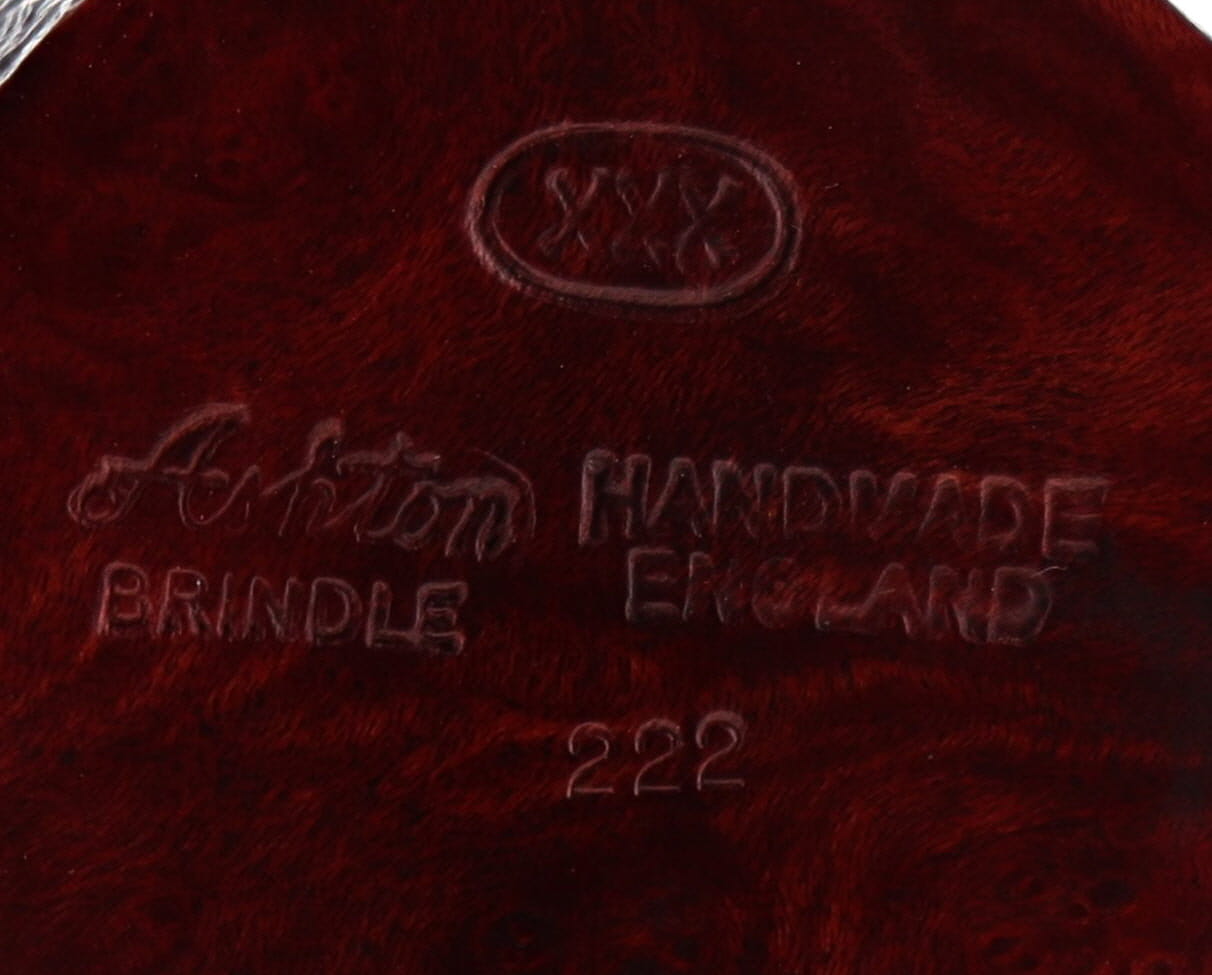 XXX
Ashton HANDMADE
BRINDLE ENGLAND
222